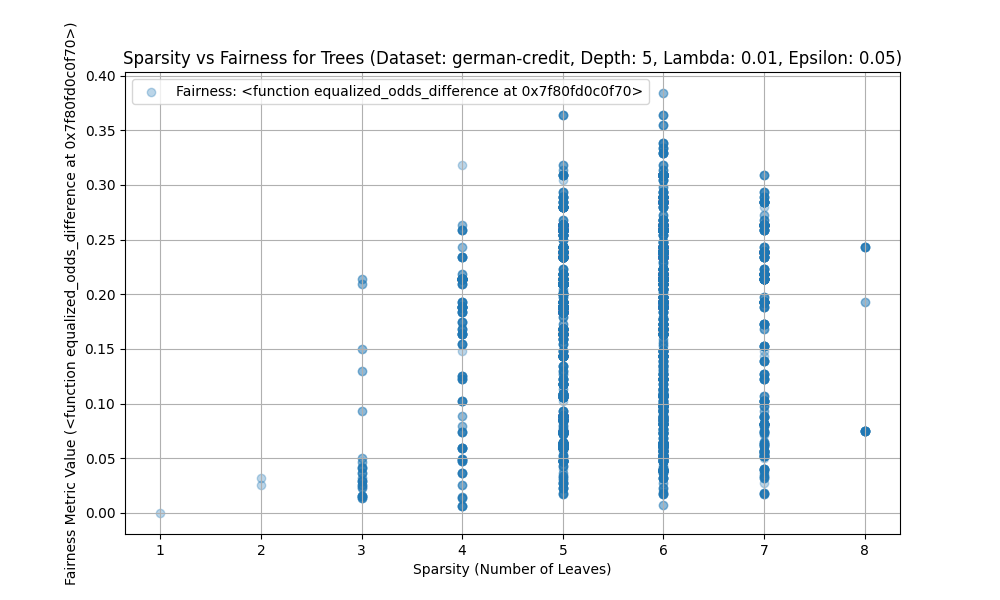 Sparsity vs Fairness for Trees (Dataset: german-credit, Depth: 5, Lambda: 0.01, Epsilon: 0.05)
Fairness: <function equalized_odds_difference at 0x7f80fd0c0f70>
Fairness Metric Value (<function equalized_odds_difference at 0x7f80fd0c0f70>)
0.40
0.35
0.30
0.25
0.20
0.15
0.10
0.05
0.00
1 2 3 4 5 6 7 8
Sparsity (Number of Leaves)